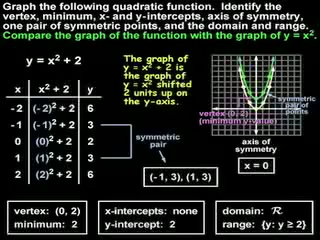 Graph the following quadratic function. Identify the
vertex, minimum, x- and y-intercepts, axis of symmetry,
one pair of symmetric points, and the domain and range.
Compare the graph of the function with the graph of y = x².
y = x² + 2
x x² + 2 y
-2 (-2)² + 2 6
-1 (-1)² + 2 3
0 (0)² + 2 2
1 (1)² + 2 3
2 (2)² + 2 6
The graph of
y = x² + 2 is
the graph of
y = x² shifted
2 units up on
the y-axis.
symmetric
pair
(-1, 3), (1, 3)
vertex (0, 2)
(minimum y-value)
symmetric
pair of
points
axis of
symmetry
x = 0
vertex: (0, 2)
minimum: 2
x-intercepts: none
y-intercept: 2
domain: ℛ
range: {y: y ≥ 2}